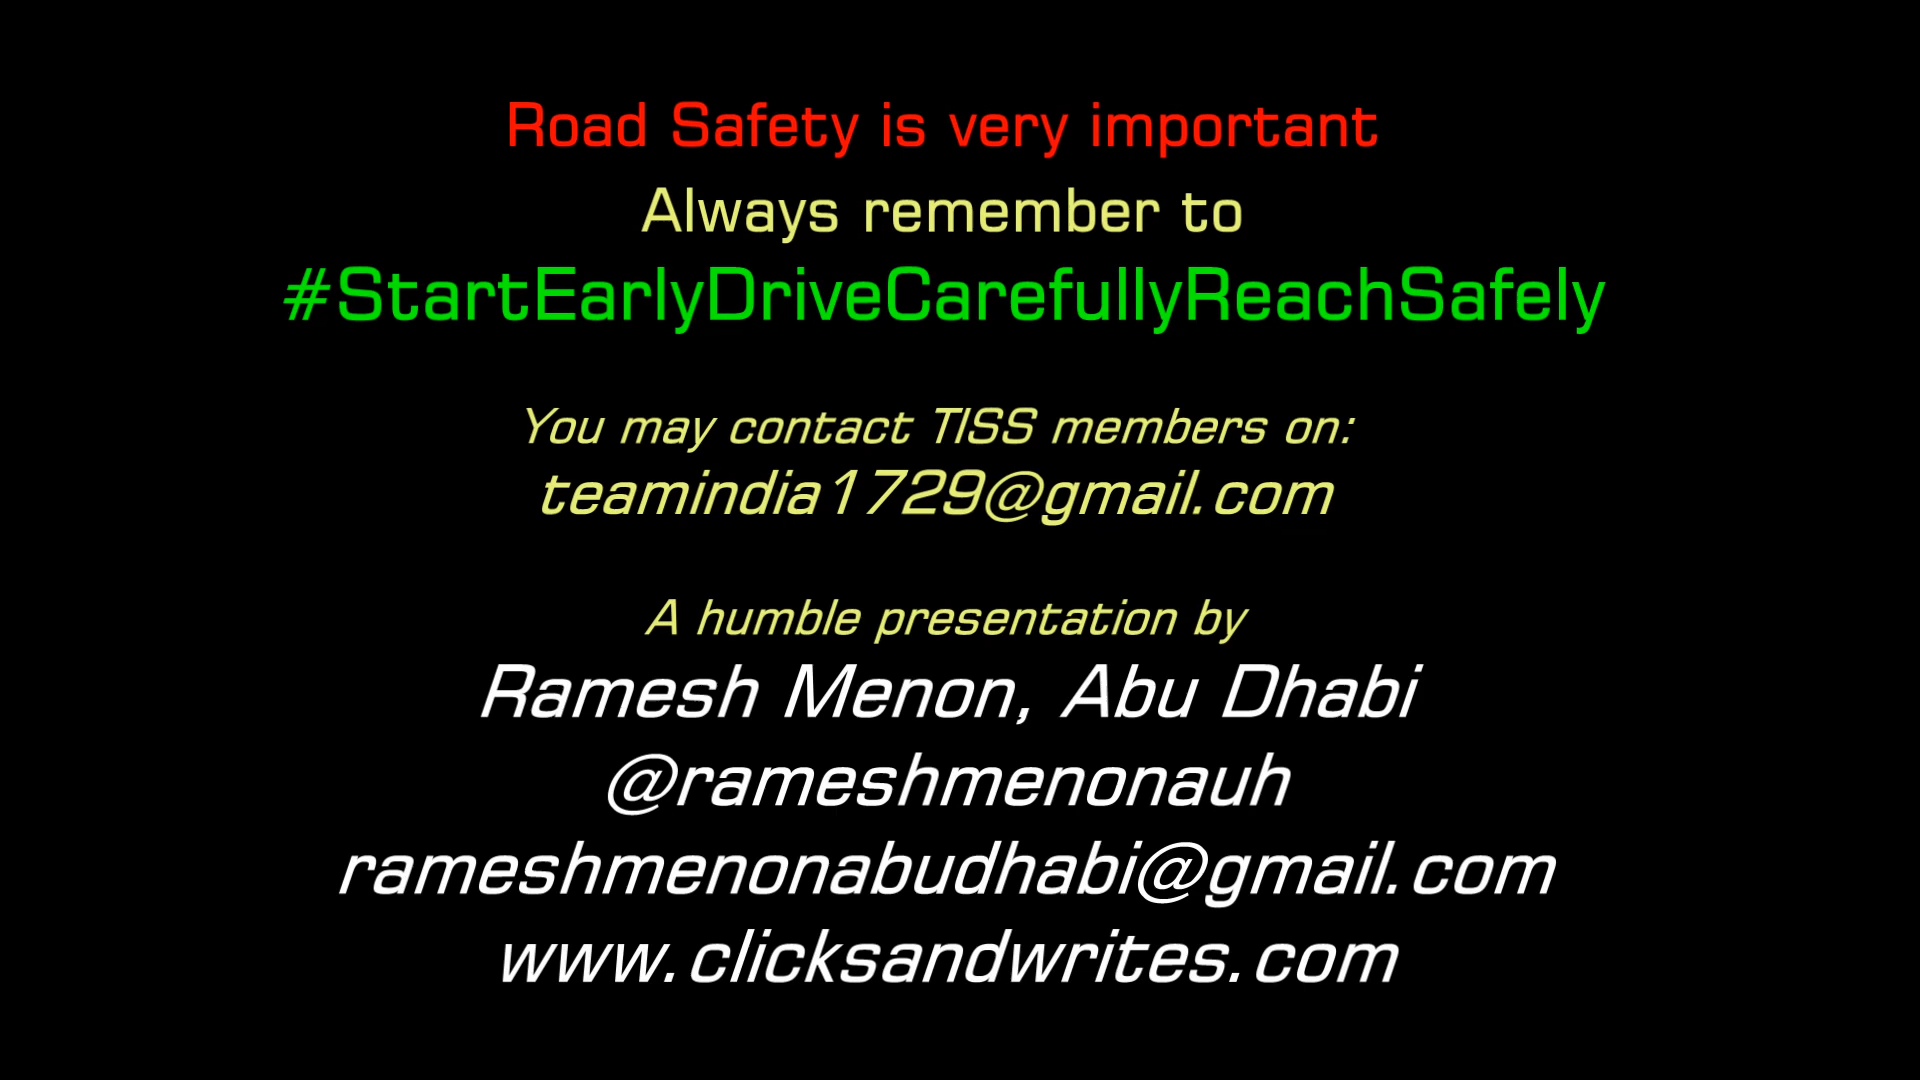 Road Safety is very important
Always remember to
#StartEarlyDriveCarefullyReachSafely
You may contact TISS members on:
teamindia1729@gmail.com
A humble presentation by
Ramesh Menon, Abu Dhabi
@rameshmenonauh
rameshmenonabudhabi@gmail.com
www.clicksandwrites.com